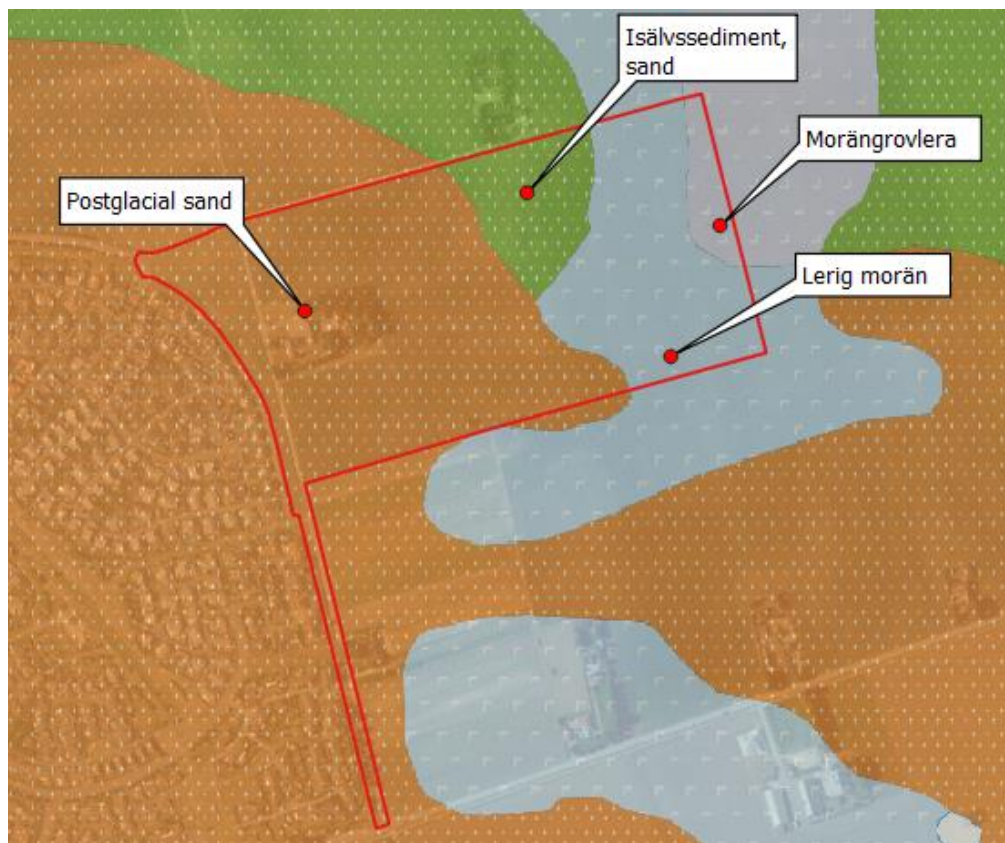 Isälvssediment,
sand
Morängrovlera
Postglacial sand
Lerig morän